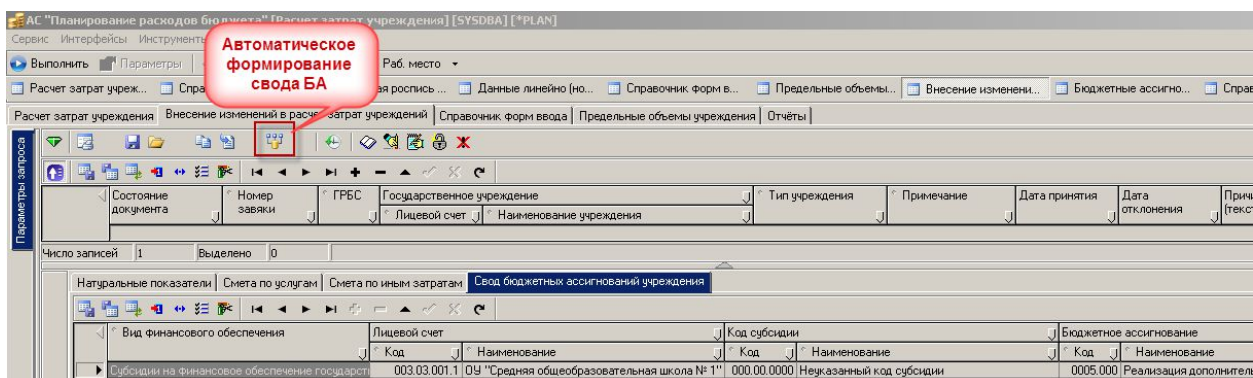 АС "Планирование расходов бюджета" [Расчет затрат учреждения] [SYSDBA] [*PLAN]
Сервис Интерфейсы Инструменты
Автоматическое
формирование
свода БА
Выполнить Параметры Раб. место
Расчет затрат учреж... Спра ая роспись ... Данные линейно (но... Справочник форм в... Предельные объемы... Внесение изменени... Бюджетные ассигно... Справ
Расчет затрат учреждения Внесение изменений в расчет затрат учреждений Справочник форм ввода Предельные объемы учреждения Отчёты
Параметры запроса
Состояние документа Номер завяки ГРБС Государственное учреждение Тип учреждения Примечание Дата принятия Дата отклонения Причи (текст
Лицевой счет Наименование учреждения
Число записей 1 Выделено 0
Натуральные показатели Смета по услугам Смета по иным затратам Свод бюджетных ассигнований учреждения
Вид финансового обеспечения Лицевой счет Код субсидии Бюджетное ассигнование
Код Наименование Код Наименование Код Наименование
Субсидии на финансовое обеспечение государст 003.03.001.1 ОУ "Средняя общеобразовательная школа № 1" 000.00.0000 Неуказанный код субсидии 0005.000 Реализация дополнитель